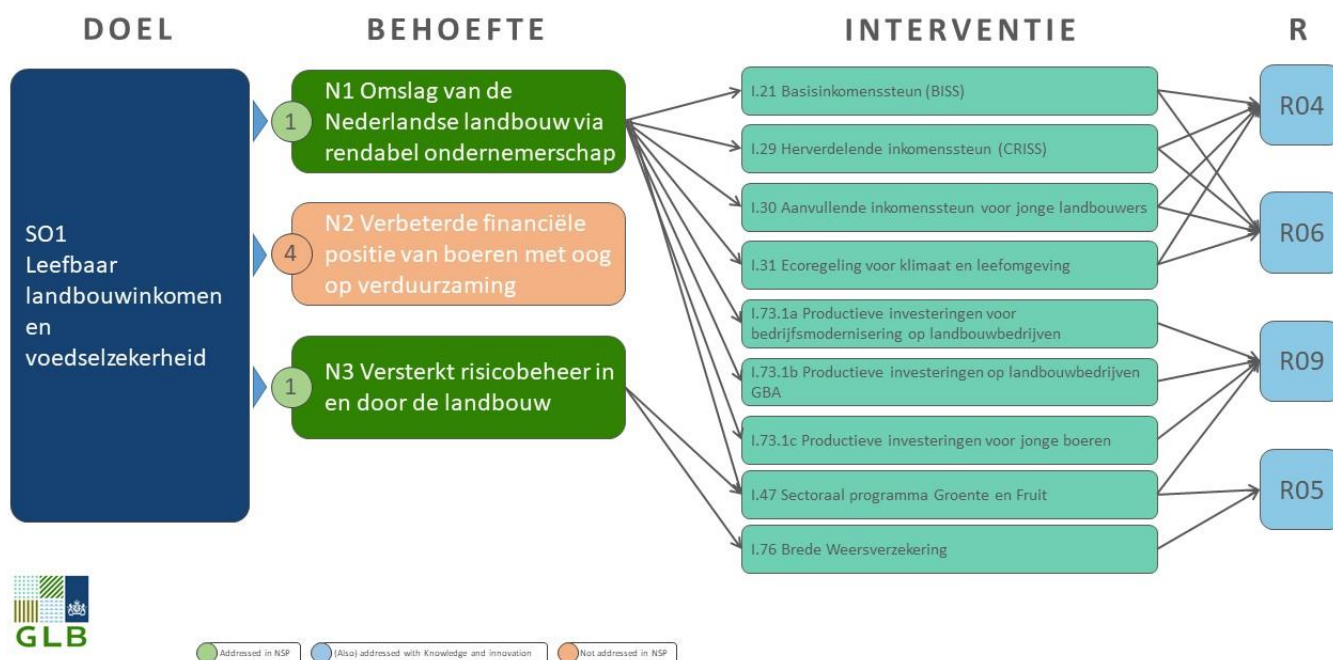 DOEL
BEHOEFTE
INTERVENTIE
R
SO1
Leefbaar
landbouwinkomen
en
voedselzekerheid
1
N1 Omslag van de
Nederlandse landbouw via
rendabel ondernemerschap
4
N2 Verbeterde financiële
positie van boeren met oog
op verduurzaming
1
N3 Versterkt risicobeheer in
en door de landbouw
I.21 Basisinkomenssteun (BISS)
I.29 Herverdelende inkomenssteun (CRISS)
I.30 Aanvullende inkomenssteun voor jonge landbouwers
I.31 Ecoregeling voor klimaat en leefomgeving
I.73.1a Productieve investeringen voor
bedrijfsmodernisering op landbouwbedrijven
I.73.1b Productieve investeringen op landbouwbedrijven
GBA
I.73.1c Productieve investeringen voor jonge boeren
I.47 Sectoraal programma Groente en Fruit
I.76 Brede Weersverzekering
R04
R06
R09
R05
GLB
Addressed in NSP
(Also) addressed with Knowledge and innovation
Not addressed in NSP